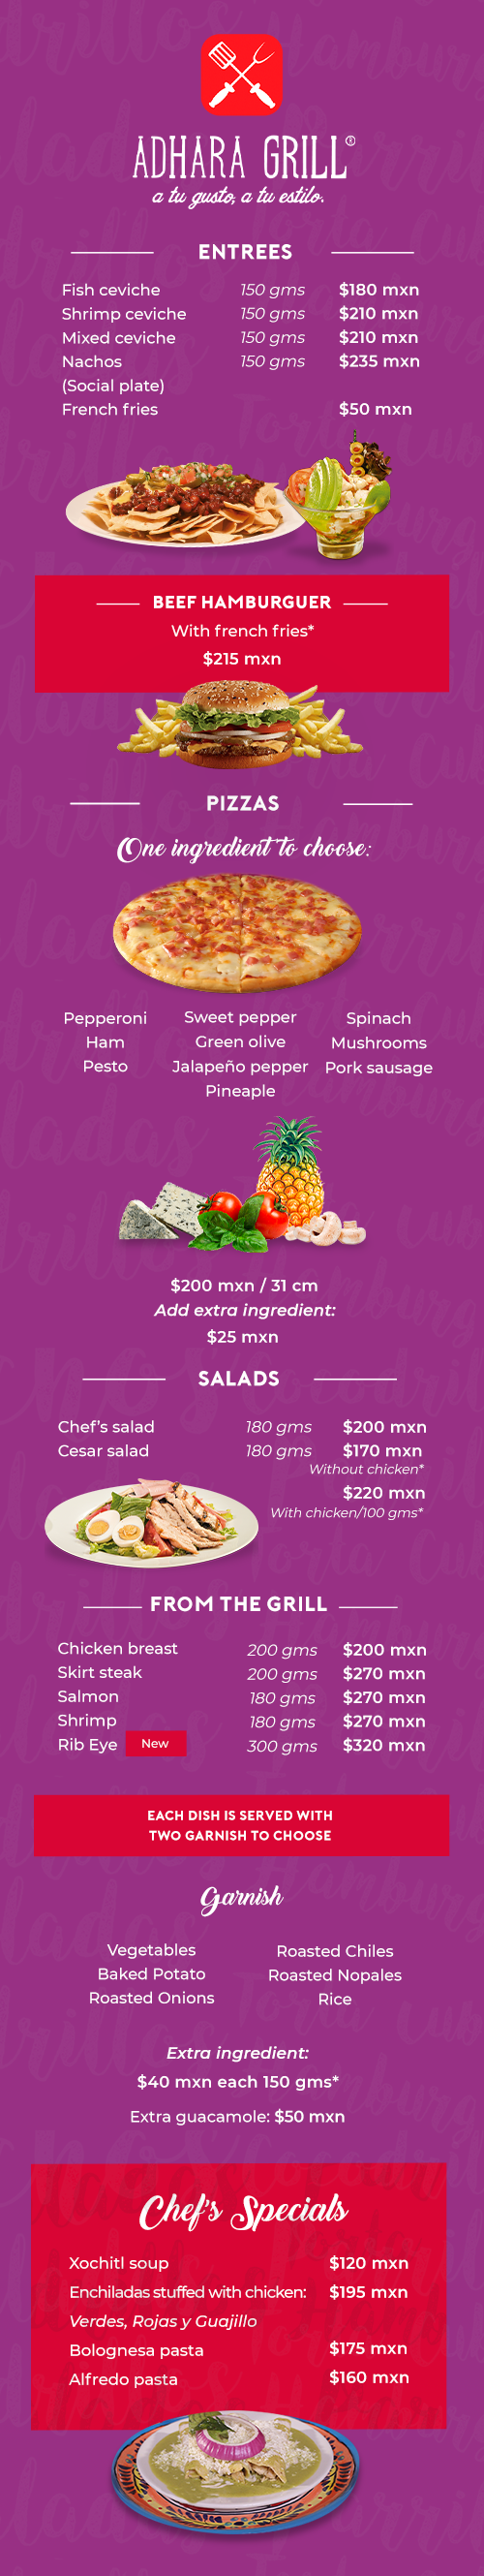 ADHARA GRILL®
a tu gusto, a tu estilo.
ENTREES
Fish ceviche 150 gms $180 mxn
Shrimp ceviche 150 gms $210 mxn
Mixed ceviche 150 gms $210 mxn
Nachos 150 gms $235 mxn
(Social plate)
French fries $50 mxn
BEEF HAMBURGUER
With french fries*
$215 mxn
PIZZAS
One ingredient to choose:
Pepperoni Sweet pepper Spinach
Ham Green olive Mushrooms
Pesto Jalapeño pepper Pork sausage
Pineaple
$200 mxn / 31 cm
Add extra ingredient:
$25 mxn
SALADS
Chef's salad 180 gms $200 mxn
Cesar salad 180 gms $170 mxn
Without chicken*
$220 mxn
With chicken/100 gms*
FROM THE GRILL
Chicken breast 200 gms $200 mxn
Skirt steak 200 gms $270 mxn
Salmon 180 gms $270 mxn
Shrimp 180 gms $270 mxn
Rib Eye New 300 gms $320 mxn
EACH DISH IS SERVED WITH
TWO GARNISH TO CHOOSE
Garnish
Vegetables Roasted Chiles
Baked Potato Roasted Nopales
Roasted Onions Rice
Extra ingredient:
$40 mxn each 150 gms*
Extra guacamole: $50 mxn
Chef's Specials
Xochitl soup $120 mxn
Enchiladas stuffed with chicken: $195 mxn
Verdes, Rojas y Guajillo
Bolognesa pasta $175 mxn
Alfredo pasta $160 mxn